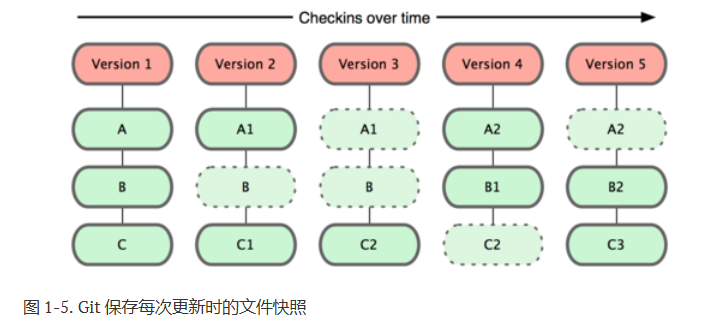 Checkins over time
Version 1 Version 2 Version 3 Version 4 Version 5
A A1 A1 A2 A2
B B B B1 B2
C C1 C2 C2 C3
图 1-5. Git 保存每次更新时的文件快照